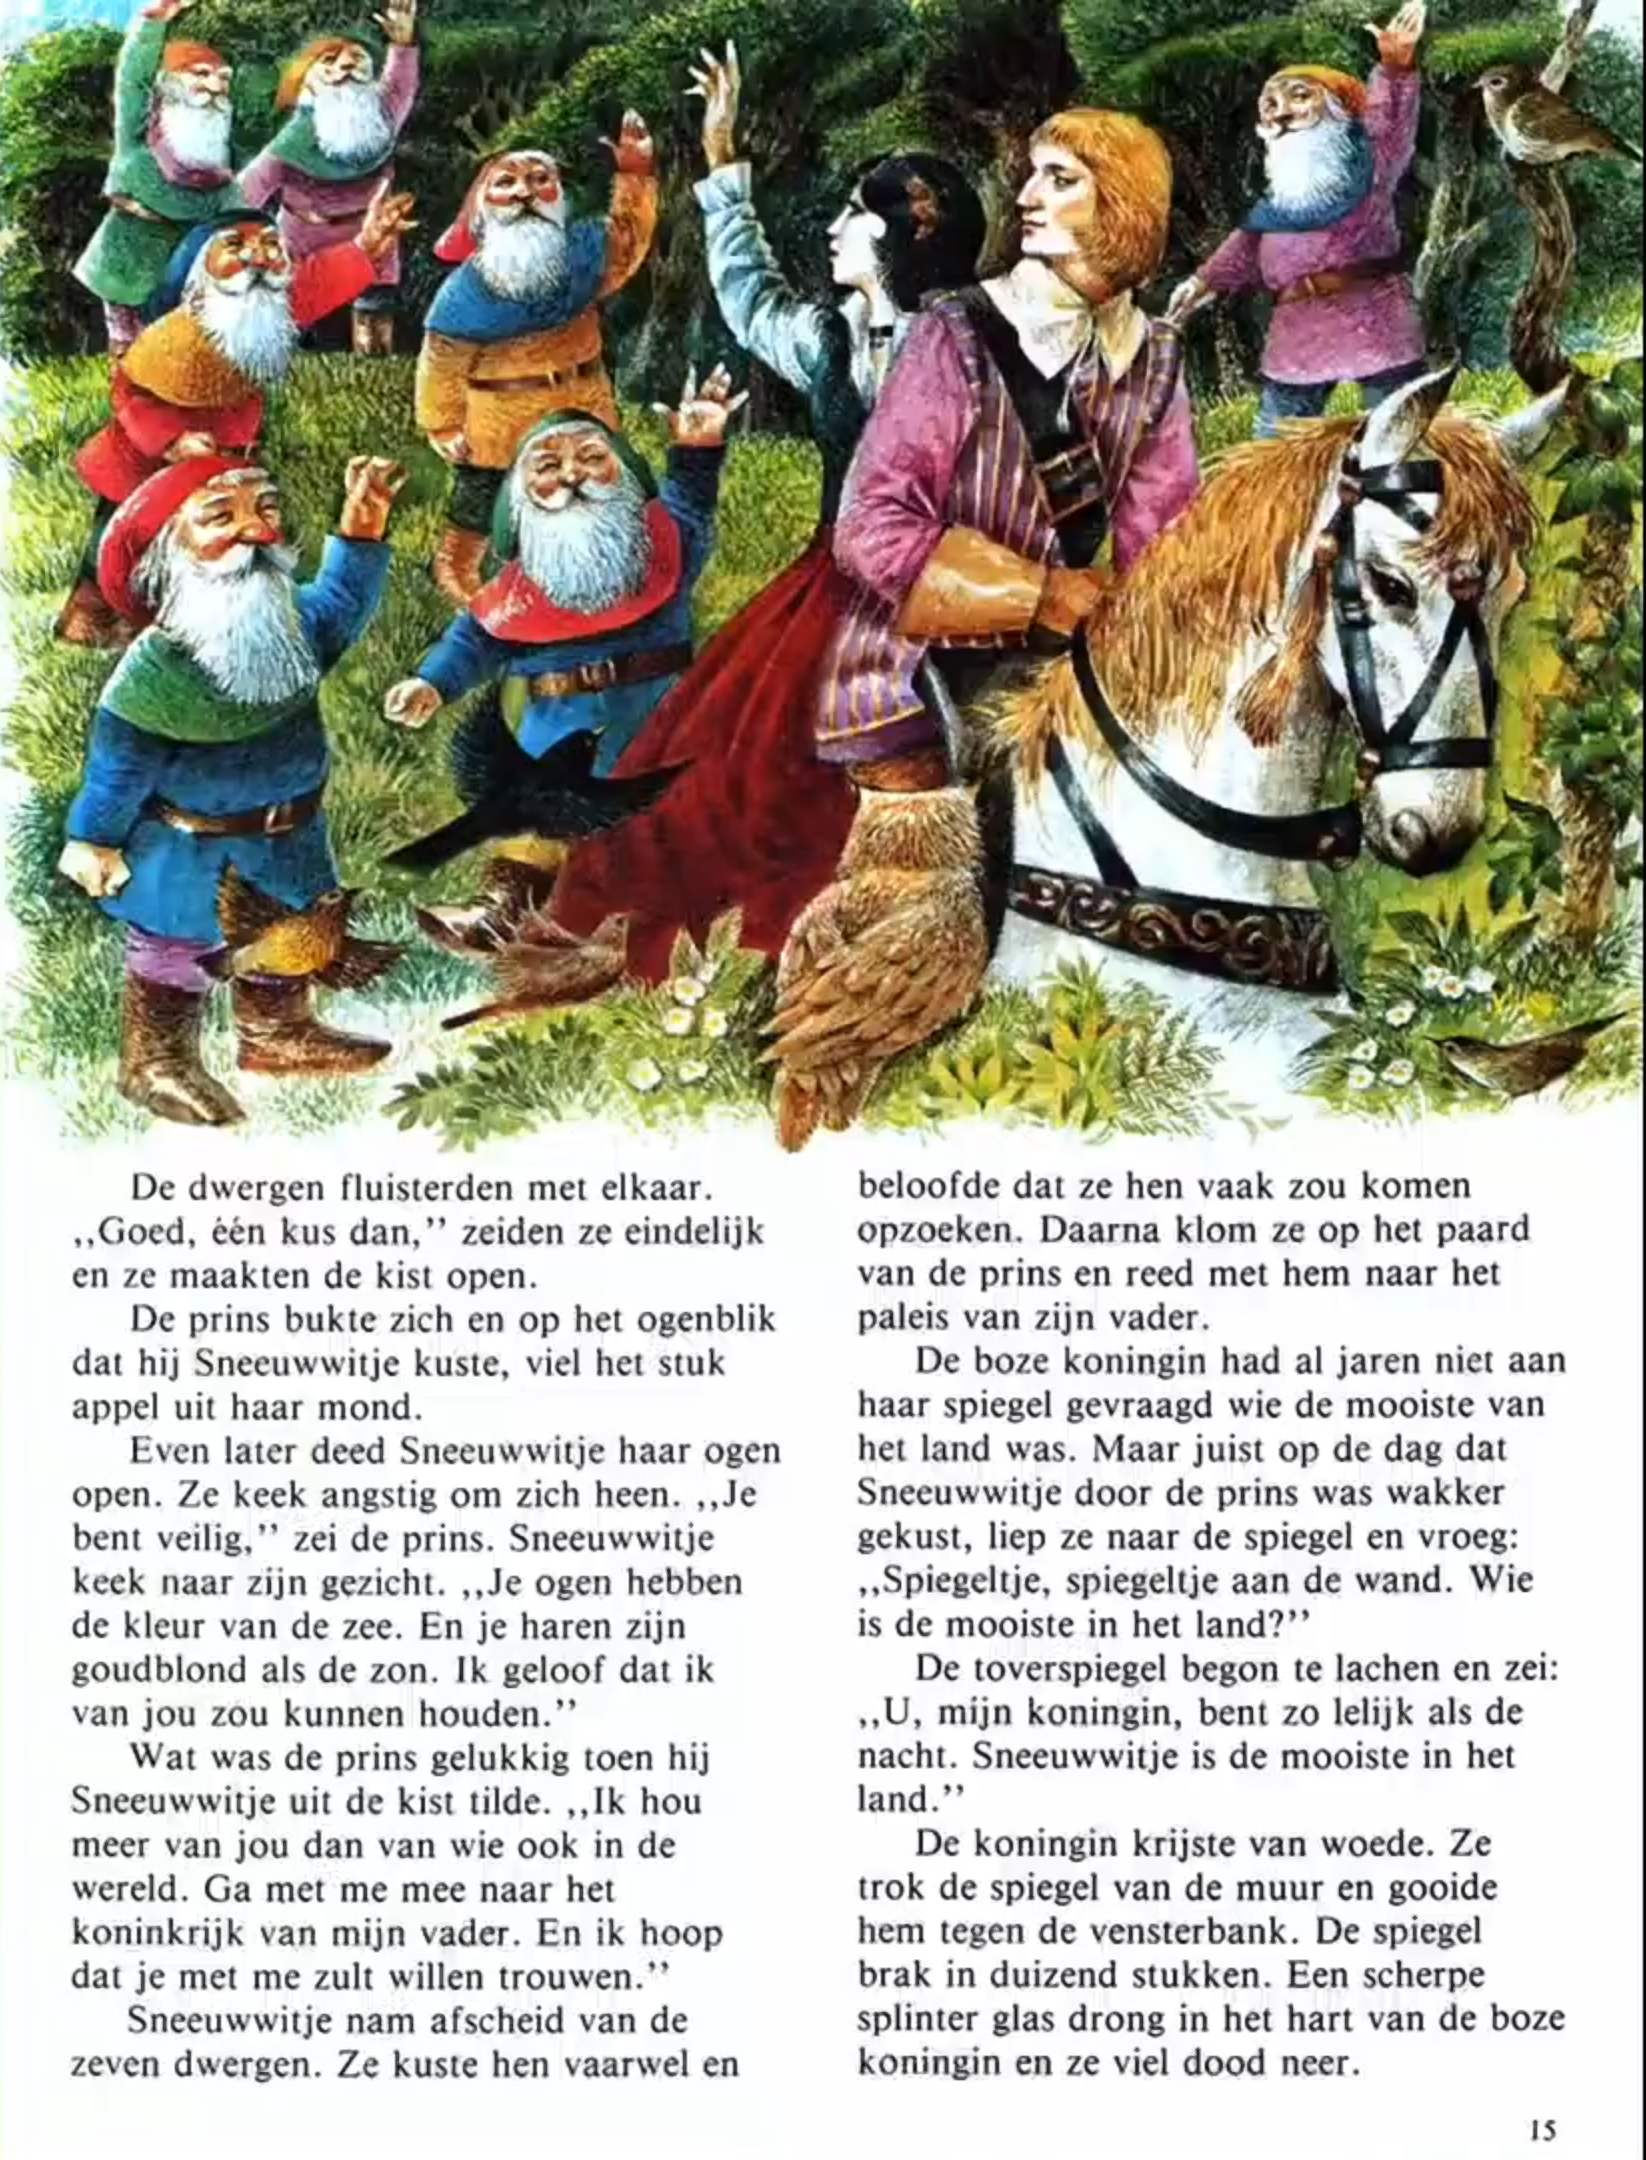 De dwergen fluisterden met elkaar.
,,Goed, één kus dan,” zeiden ze eindelijk
en ze maakten de kist open.
De prins bukte zich en op het ogenblik
dat hij Sneeuwwitje kuste, viel het stuk
appel uit haar mond.
Even later deed Sneeuwwitje haar ogen
open. Ze keek angstig om zich heen. ,,Je
bent veilig,” zei de prins. Sneeuwwitje
keek naar zijn gezicht. ,,Je ogen hebben
de kleur van de zee. En je haren zijn
goudblond als de zon. Ik geloof dat ik
van jou zou kunnen houden.”
Wat was de prins gelukkig toen hij
Sneeuwwitje uit de kist tilde. ,,Ik hou
meer van jou dan van wie ook in de
wereld. Ga met me mee naar het
koninkrijk van mijn vader. En ik hoop
dat je met me zult willen trouwen.”
Sneeuwwitje nam afscheid van de
zeven dwergen. Ze kuste hen vaarwel en
beloofde dat ze hen vaak zou komen
opzoeken. Daarna klom ze op het paard
van de prins en reed met hem naar het
paleis van zijn vader.
De boze koningin had al jaren niet aan
haar spiegel gevraagd wie de mooiste van
het land was. Maar juist op de dag dat
Sneeuwwitje door de prins was wakker
gekust, liep ze naar de spiegel en vroeg:
,,Spiegeltje, spiegeltje aan de wand. Wie
is de mooiste in het land?”
De toverspiegel begon te lachen en zei:
,,U, mijn koningin, bent zo lelijk als de
nacht. Sneeuwwitje is de mooiste in het
land.”
De koningin krijste van woede. Ze
trok de spiegel van de muur en gooide
hem tegen de vensterbank. De spiegel
brak in duizend stukken. Een scherpe
splinter glas drong in het hart van de boze
koningin en ze viel dood neer.
15